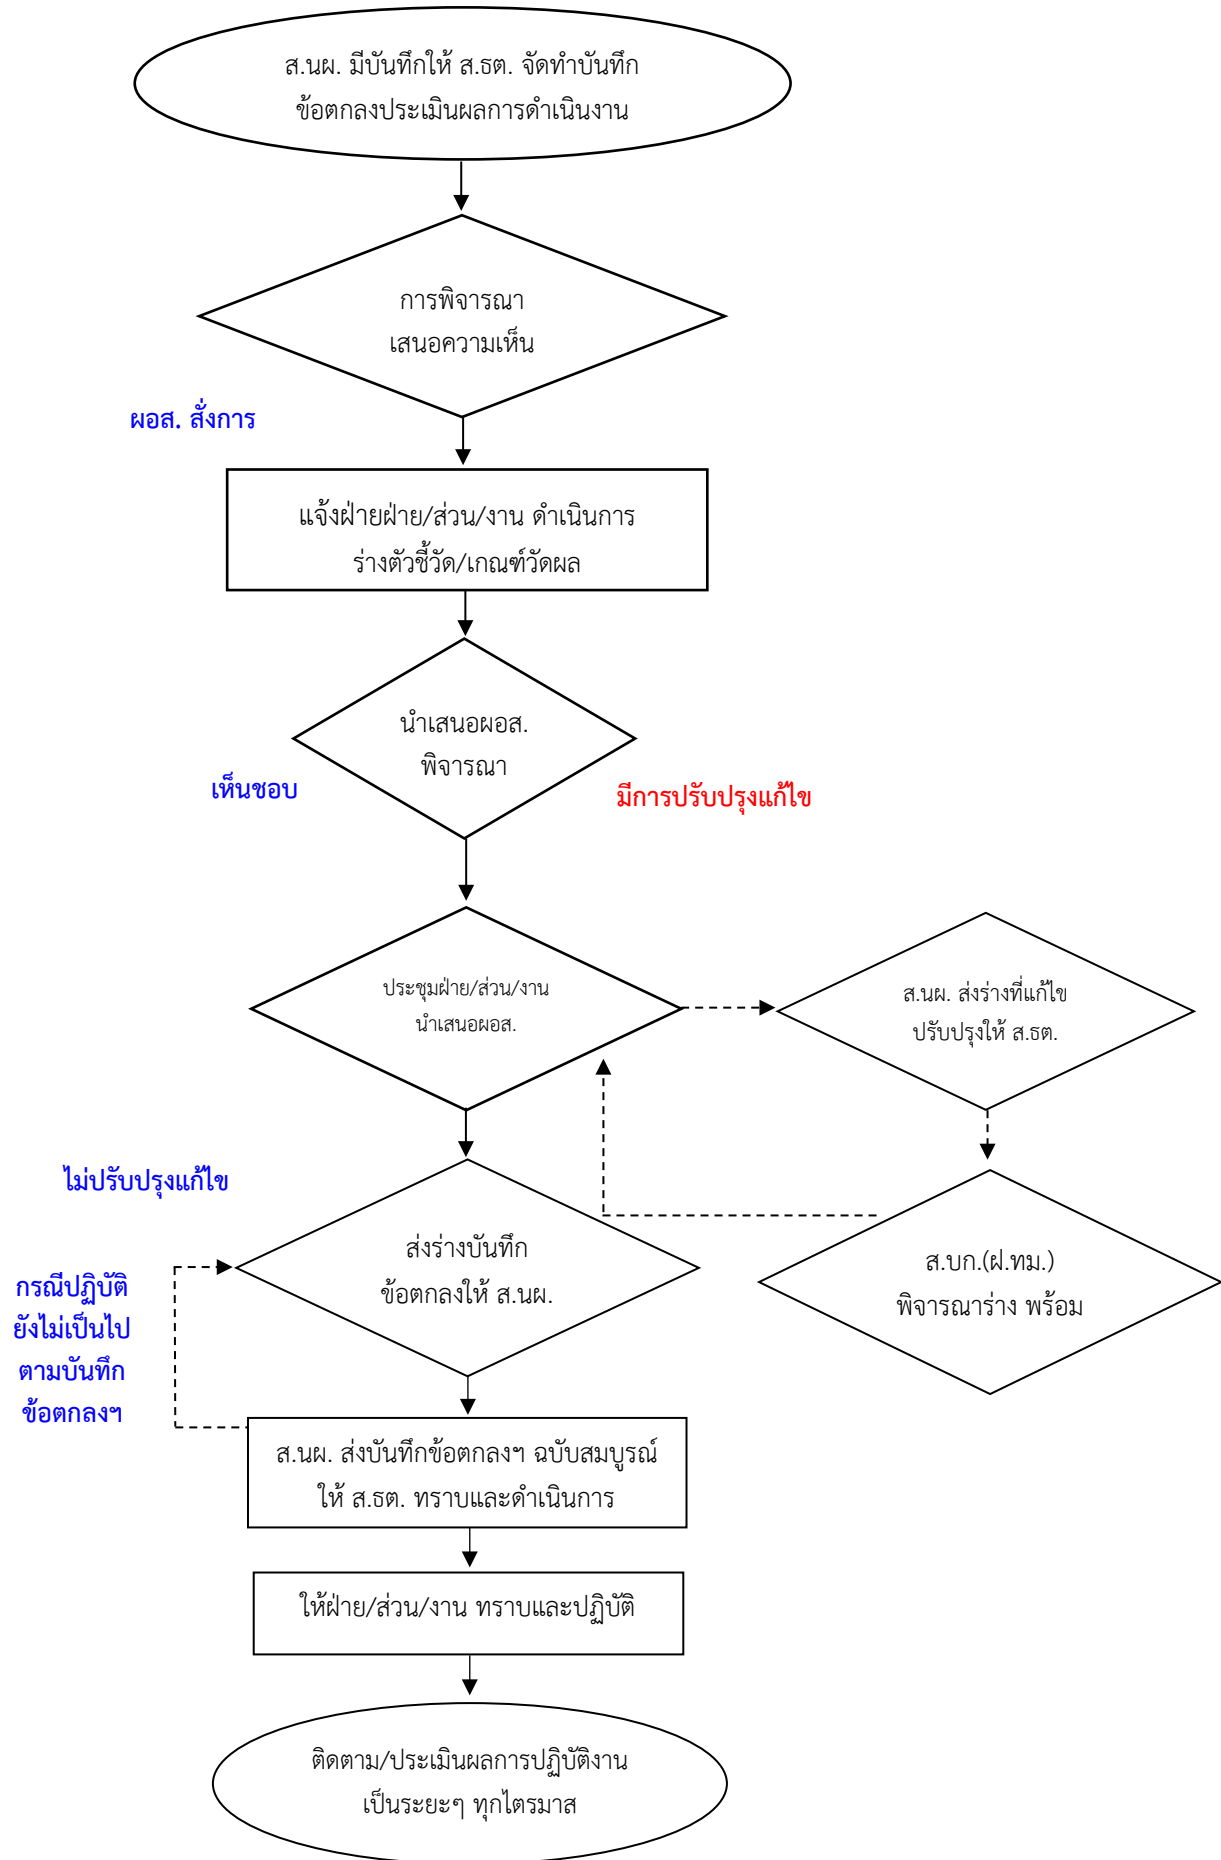 ส.นผ. มีบันทึกให้ ส.ธต. จัดทำบันทึก
ข้อตกลงประเมินผลการดำเนินงาน
การพิจารณา
เสนอความเห็น
ผอส. สั่งการ
แจ้งฝ่ายฝ่าย/ส่วน/งาน ดำเนินการ
ร่างตัวชี้วัด/เกณฑ์วัดผล
นำเสนอผอส.
พิจารณา
เห็นชอบ
มีการปรับปรุงแก้ไข
ประชุมฝ่าย/ส่วน/งาน
นำเสนอผอส.
ส.นผ. ส่งร่างที่แก้ไข
ปรับปรุงให้ ส.ธต.
ไม่ปรับปรุงแก้ไข
ส่งร่างบันทึก
ข้อตกลงให้ ส.นผ.
ส.บก.(ฝ.ทม.)
พิจารณาร่าง พร้อม
กรณีปฏิบัติ
ยังไม่เป็นไป
ตามบันทึก
ข้อตกลงฯ
ส.นผ. ส่งบันทึกข้อตกลงฯ ฉบับสมบูรณ์
ให้ ส.ธต. ทราบและดำเนินการ
ให้ฝ่าย/ส่วน/งาน ทราบและปฏิบัติ
ติดตาม/ประเมินผลการปฏิบัติงาน
เป็นระยะๆ ทุกไตรมาส